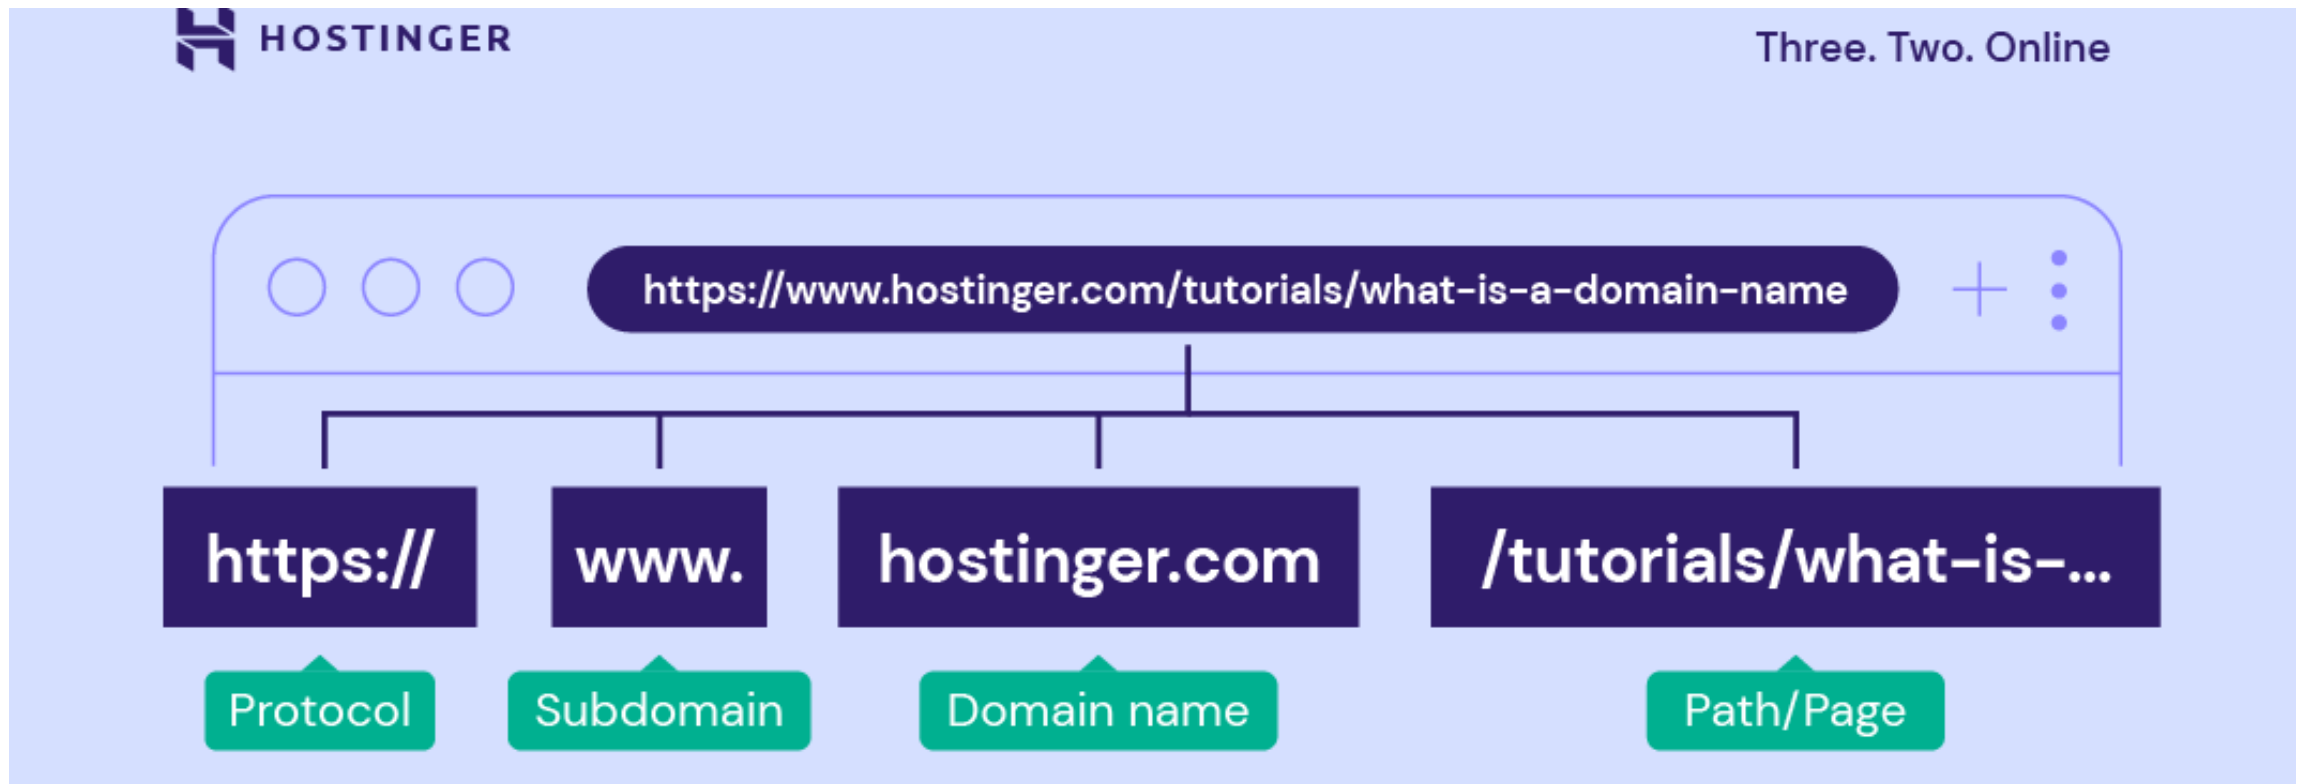 HOSTINGER
Three. Two. Online
https://www.hostinger.com/tutorials/what-is-a-domain-name
https://
www.
hostinger.com
/tutorials/what-is-...
Protocol
Subdomain
Domain name
Path/Page